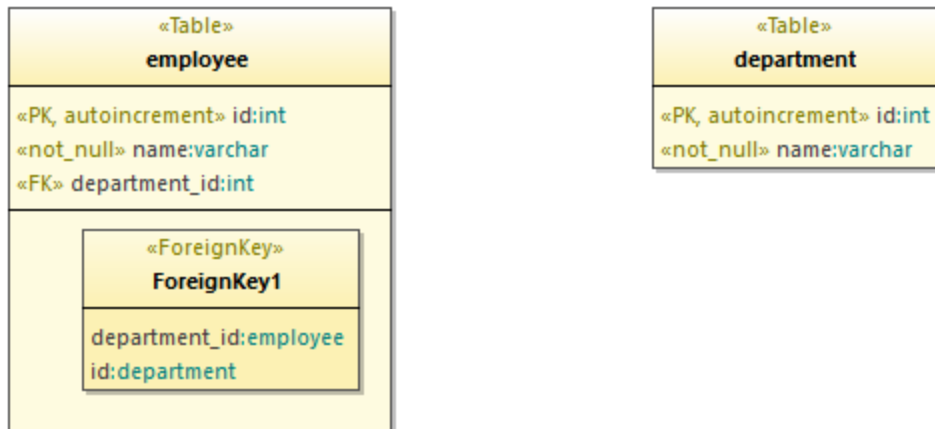 «Table»
employee
«PK, autoincrement» id:int
«not_null» name:varchar
«FK» department_id:int
«ForeignKey»
ForeignKey1
department_id:employee
id:department
«Table»
department
«PK, autoincrement» id:int
«not_null» name:varchar